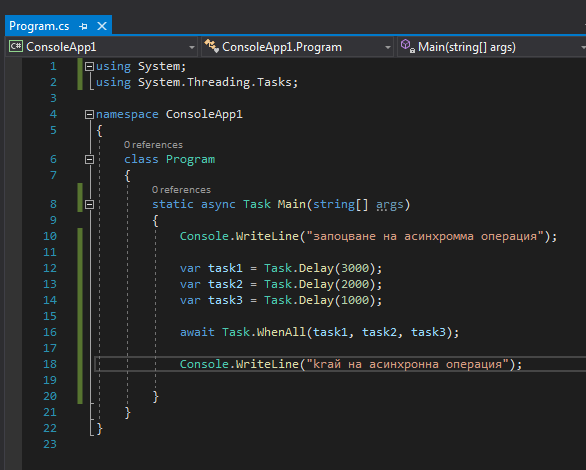 Program.cs
ConsoleApp1 ConsoleApp1.Program Main(string[] args)
1 using System;
2 using System.Threading.Tasks;
3
4 namespace ConsoleApp1
5 {
0 references
6 class Program
7 {
0 references
8 static async Task Main(string[] args)
9 {
10 Console.WriteLine("запоцване на асинхромма операция");
11
12 var task1 = Task.Delay(3000);
13 var task2 = Task.Delay(2000);
14 var task3 = Task.Delay(1000);
15
16 await Task.WhenAll(task1, task2, task3);
17
18 Console.WriteLine("kгай на асинхронна операция");
19
20 }
21 }
22 }
23